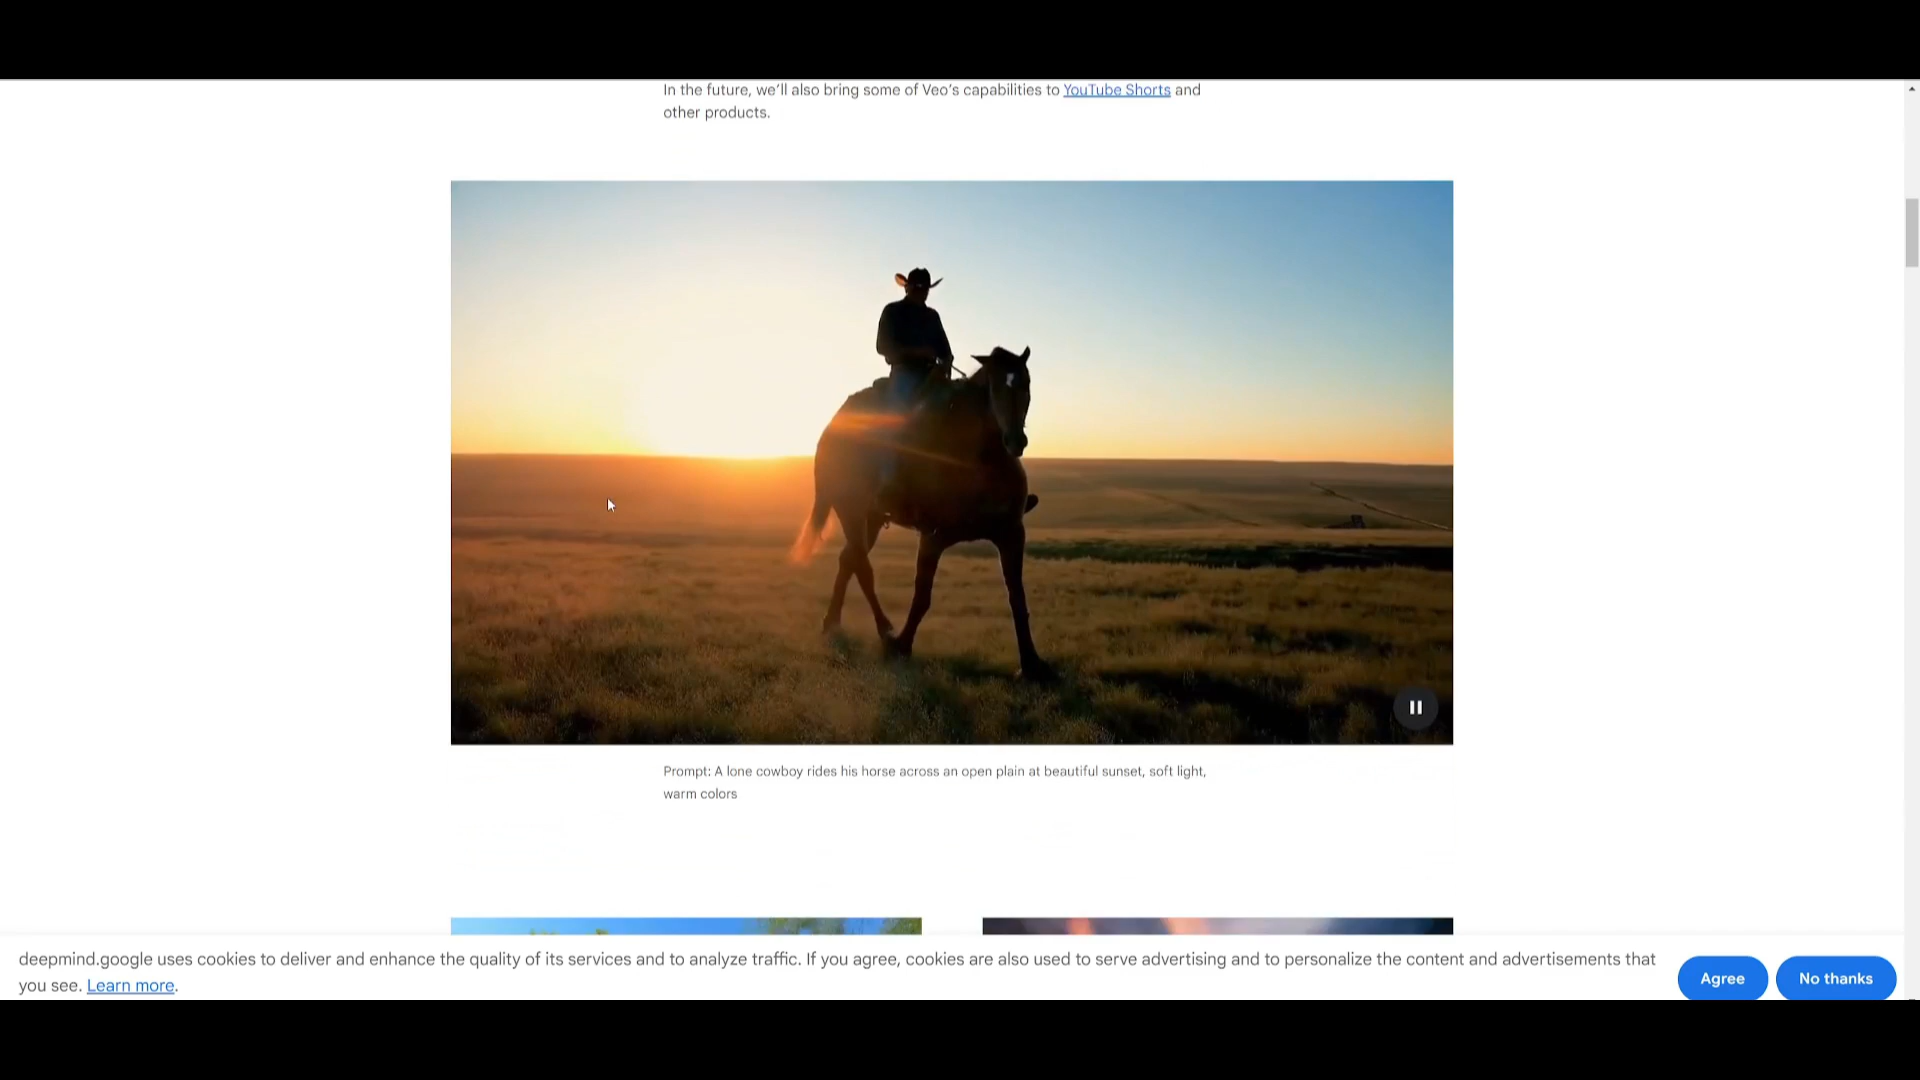 In the future, we’ll also bring some of Veo’s capabilities to YouTube Shorts and
other products.
Prompt: A lone cowboy rides his horse across an open plain at beautiful sunset, soft light,
warm colors
deepmind.google uses cookies to deliver and enhance the quality of its services and to analyze traffic. If you agree, cookies are also used to serve advertising and to personalize the content and advertisements that
you see. Learn more.
Agree
No thanks